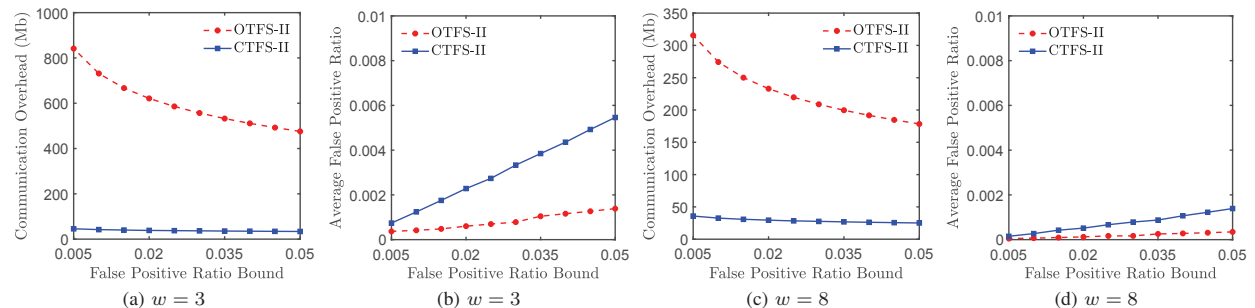 Communication Overhead (Mb)
1000
800
600
400
200
0
OTFS-II
CTFS-II
0.005
0.02
0.035
0.05
False Positive Ratio Bound
(a) w = 3
Average False Positive Ratio
0.01
0.008
0.006
0.004
0.002
0
OTFS-II
CTFS-II
0.005
0.02
0.035
0.05
False Positive Ratio Bound
(b) w = 3
Communication Overhead (Mb)
350
300
250
200
150
100
50
0
OTFS-II
CTFS-II
0.005
0.02
0.035
0.05
False Positive Ratio Bound
(c) w = 8
Average False Positive Ratio
0.01
0.008
0.006
0.004
0.002
0
OTFS-II
CTFS-II
0.005
0.02
0.035
0.05
False Positive Ratio Bound
(d) w = 8